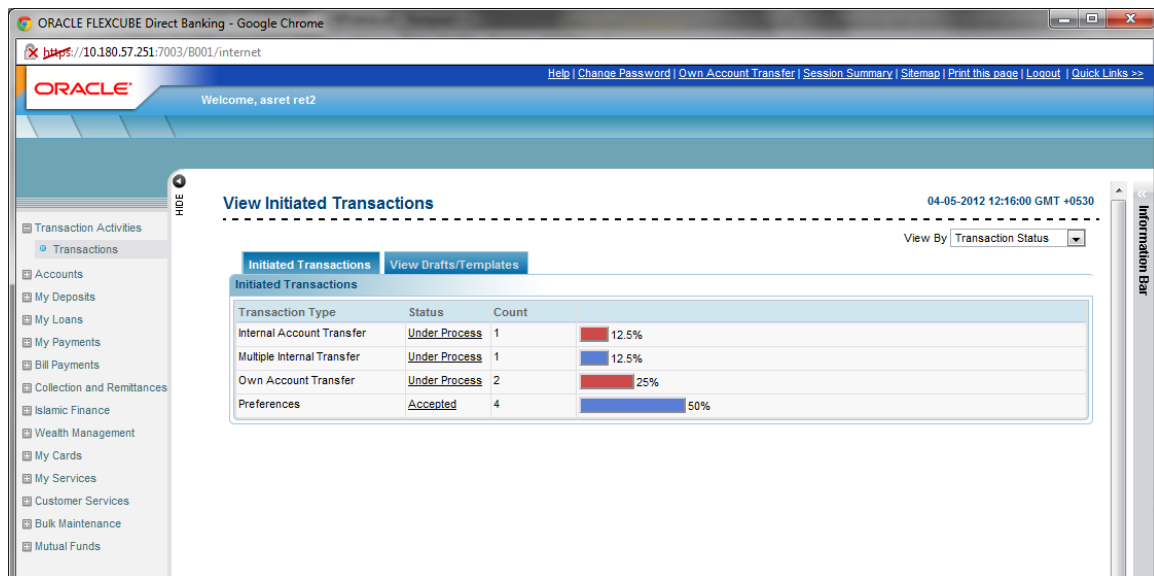 ORACLE FLEXCUBE Direct Banking - Google Chrome
https://10.180.57.251:7003/B001/internet
Help | Change Password | Own Account Transfer | Session Summary | Sitemap | Print this page | Logout | Quick Links >>
ORACLE
Welcome, asret ret2
HIDE
View Initiated Transactions
04-05-2012 12:16:00 GMT +0530
View By Transaction Status
Information Bar
Transaction Activities
Transactions
Accounts
My Deposits
My Loans
My Payments
Bill Payments
Collection and Remittances
Islamic Finance
Wealth Management
My Cards
My Services
Customer Services
Bulk Maintenance
Mutual Funds
Initiated Transactions View Drafts/Templates
Initiated Transactions
Transaction Type Status Count
Internal Account Transfer Under Process 1 12.5%
Multiple Internal Transfer Under Process 1 12.5%
Own Account Transfer Under Process 2 25%
Preferences Accepted 4 50%